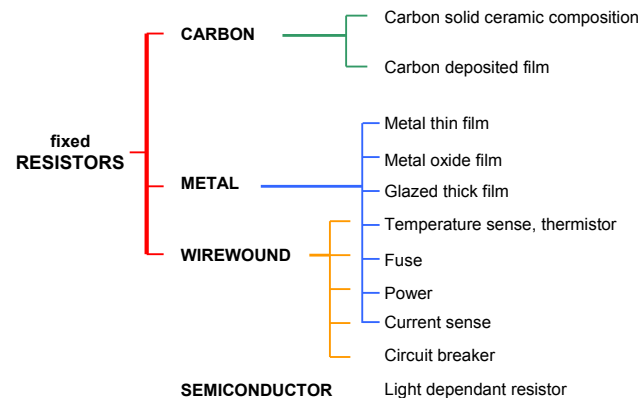 fixed
RESISTORS
CARBON
Carbon solid ceramic composition
Carbon deposited film
METAL
Metal thin film
Metal oxide film
Glazed thick film
Temperature sense, thermistor
WIREWOUND
Fuse
Power
Current sense
Circuit breaker
SEMICONDUCTOR
Light dependant resistor